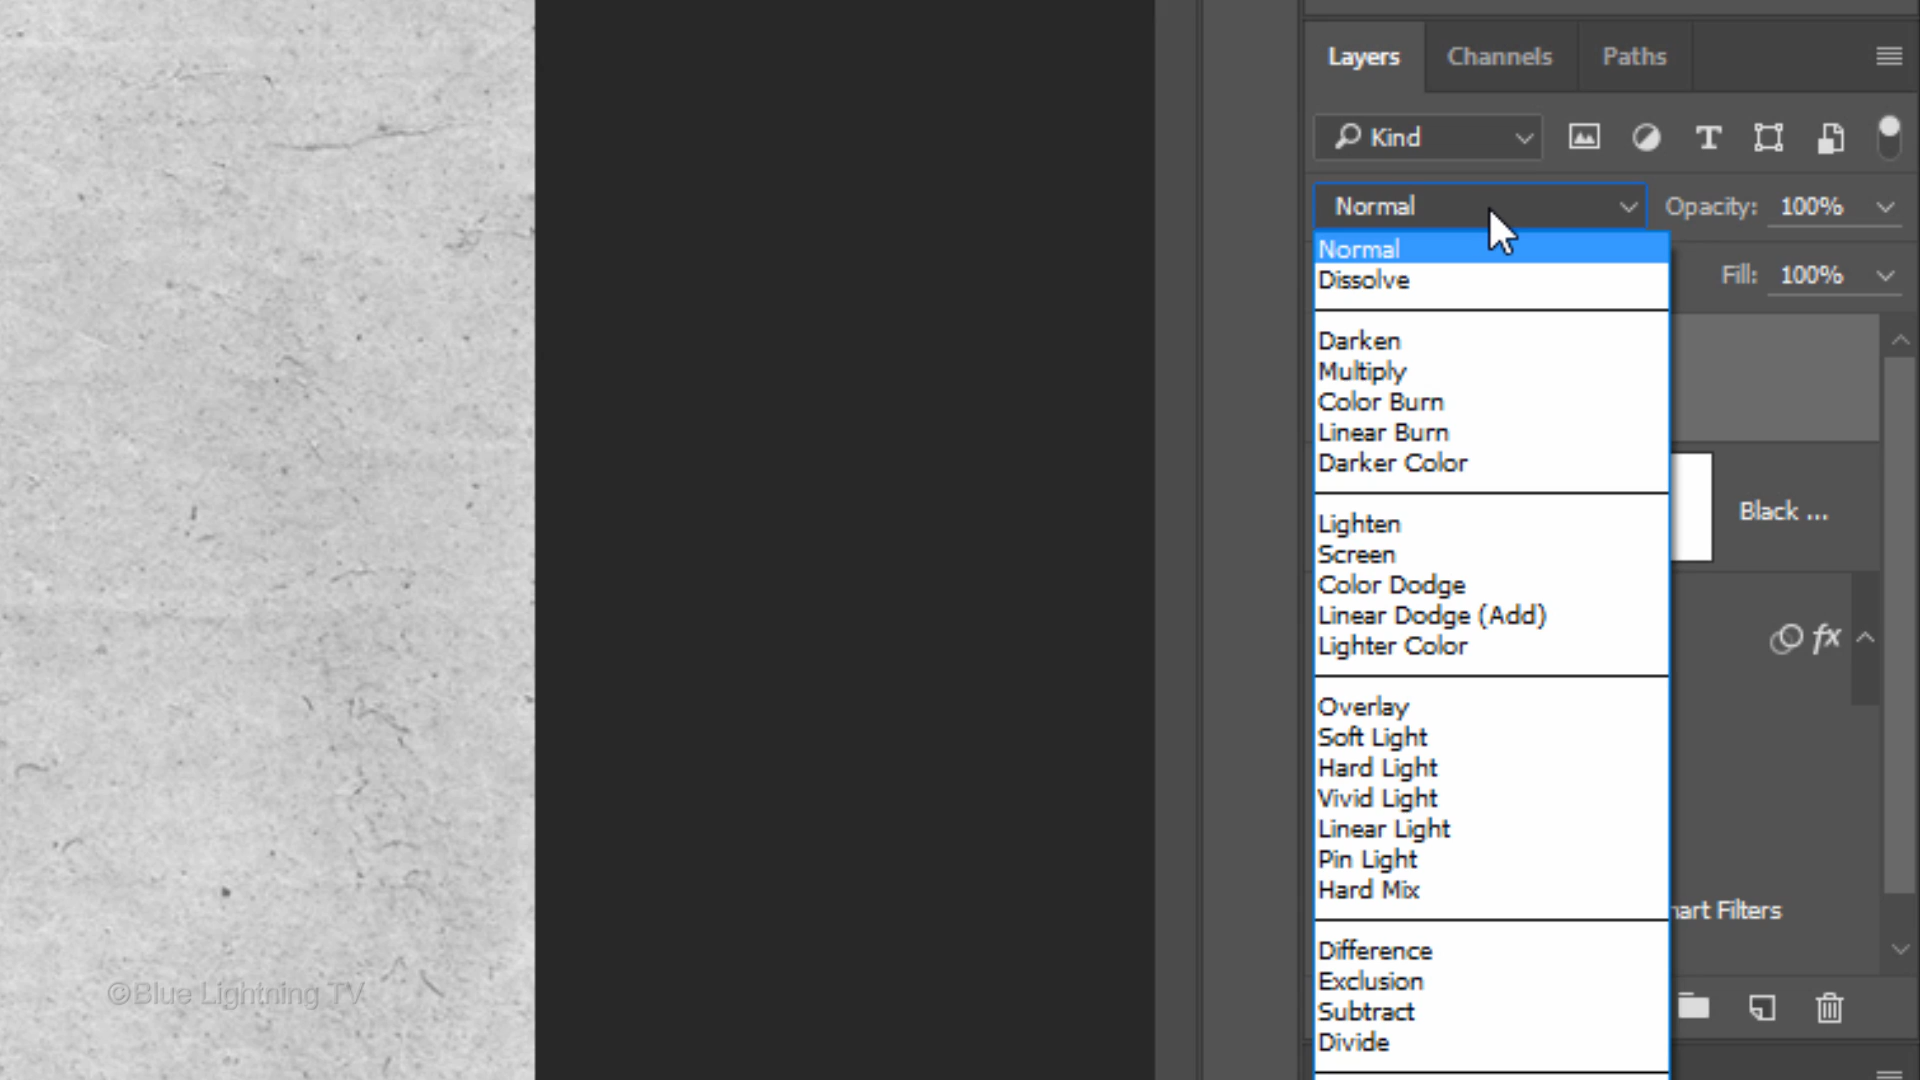 Layers Channels Paths
Kind
Normal Opacity: 100%
Normal
Dissolve
Fill: 100%
Darken
Multiply
Color Burn
Linear Burn
Darker Color
Lighten
Screen
Color Dodge
Linear Dodge (Add)
Lighter Color
Black ...
fx
Overlay
Soft Light
Hard Light
Vivid Light
Linear Light
Pin Light
Hard Mix
art Filters
Difference
Exclusion
Subtract
Divide
©Blue Lightning TV